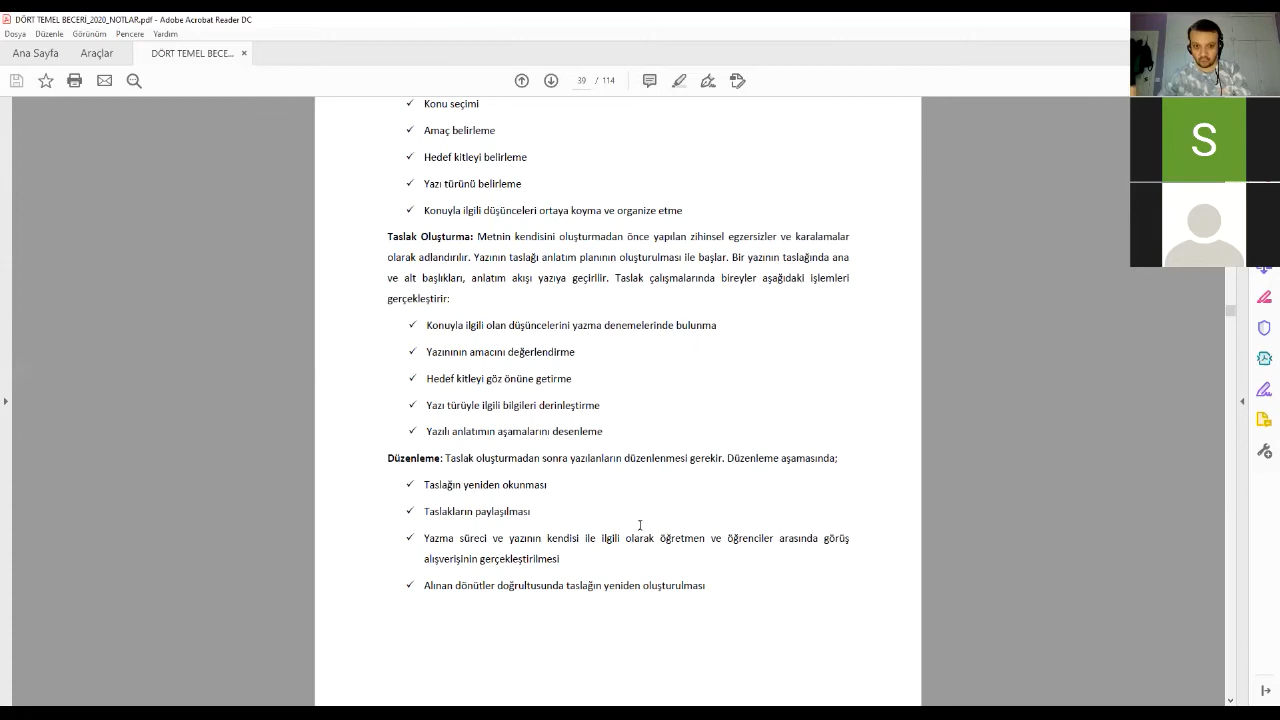 DÖRT TEMEL BECERİ_2020_NOTLAR.pdf - Adobe Acrobat Reader DC
Dosya Düzenle Görünüm Pencere Yardım
Ana Sayfa Araçlar DÖRT TEMEL BECE... ×
39 / 114
Konu seçimi
Amaç belirleme
Hedef kitleyi belirleme
Yazı türünü belirleme
Konuyla ilgili düşünceleri ortaya koyma ve organize etme
Taslak Oluşturma: Metnin kendisini oluşturmadan önce yapılan zihinsel egzersizler ve karalamalar
olarak adlandırılır. Yazının taslağı anlatım planının oluşturulması ile başlar. Bir yazının taslağında ana
ve alt başlıkları, anlatım akışı yazıya geçirilir. Taslak çalışmalarında bireyler aşağıdaki işlemleri
gerçekleştirir:
Konuyla ilgili olan düşüncelerini yazma denemelerinde bulunma
Yazınının amacını değerlendirme
Hedef kitleyi göz önüne getirme
Yazı türüyle ilgili bilgileri derinleştirme
Yazılı anlatımın aşamalarını desenleme
Düzenleme: Taslak oluşturmadan sonra yazılanların düzenlenmesi gerekir. Düzenleme aşamasında;
Taslağın yeniden okunması
Taslakların paylaşılması
Yazma süreci ve yazının kendisi ile ilgili olarak öğretmen ve öğrenciler arasında görüş
alışverişinin gerçekleştirilmesi
Alınan dönütler doğrultusunda taslağın yeniden oluşturulması
S